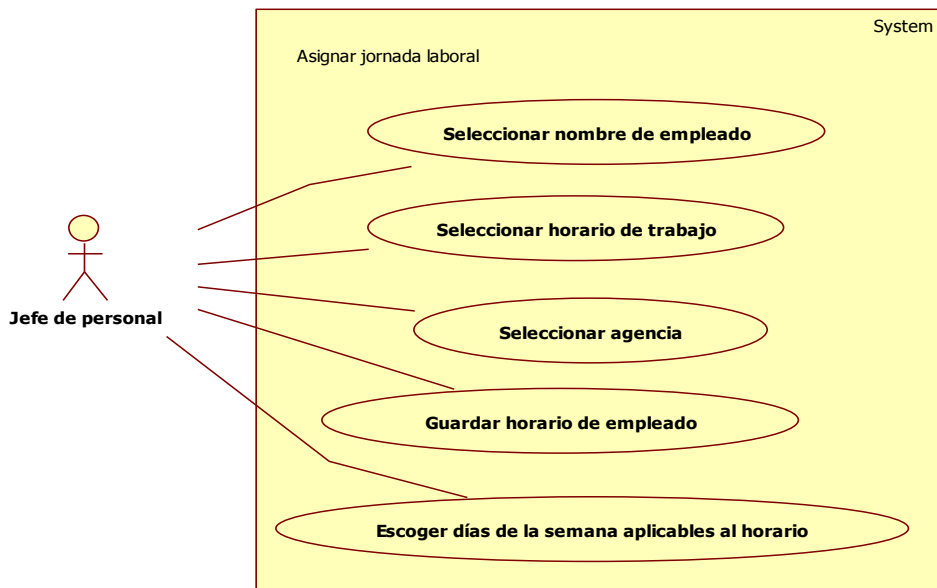 System
Asignar jornada laboral
Seleccionar nombre de empleado
Seleccionar horario de trabajo
Jefe de personal
Seleccionar agencia
Guardar horario de empleado
Escoger días de la semana aplicables al horario